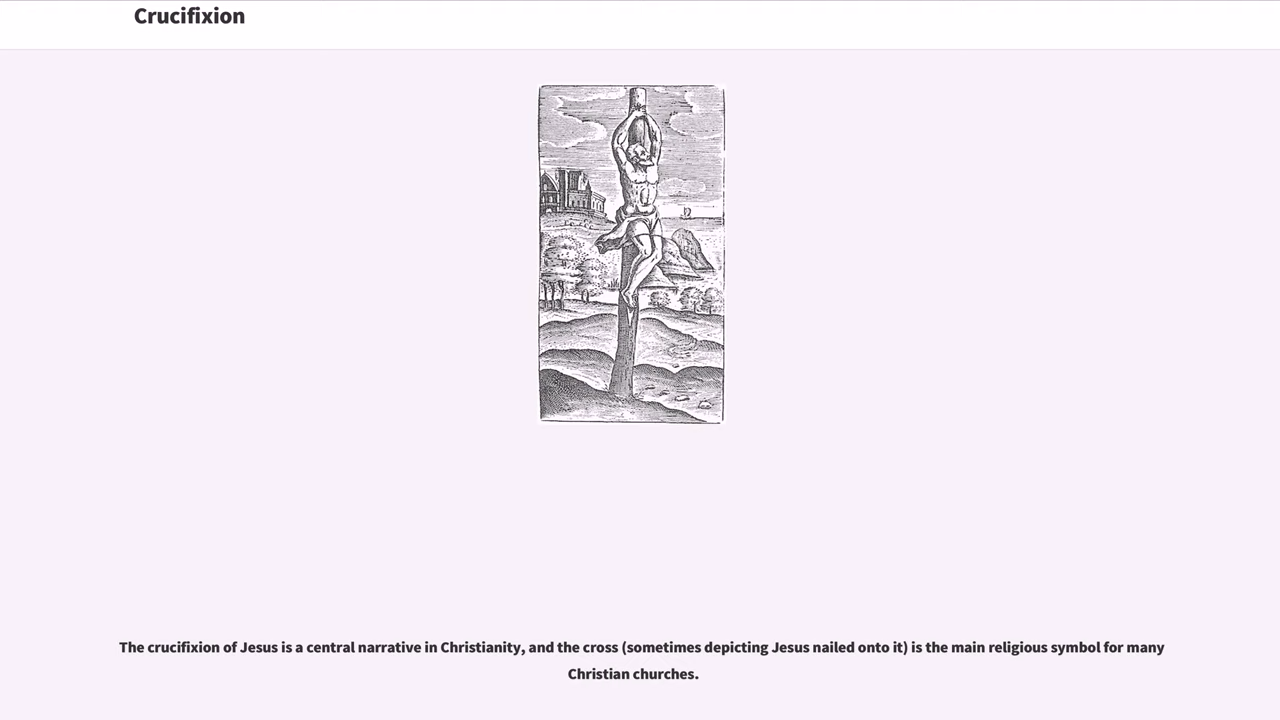 Crucifixion
The crucifixion of Jesus is a central narrative in Christianity, and the cross (sometimes depicting Jesus nailed onto it) is the main religious symbol for many
Christian churches.